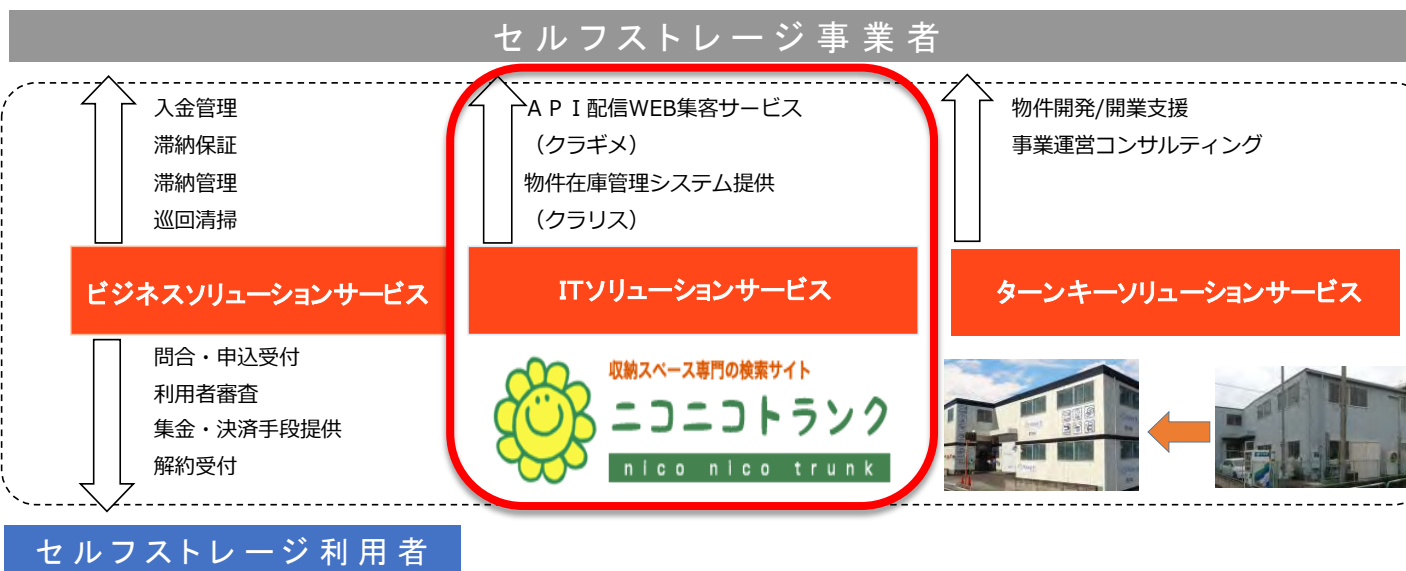 セルフストレージ事業者
入金管理
滞納保証
滞納管理
巡回清掃
ＡＰＩ配信WEB集客サービス
（クラギメ）
物件在庫管理システム提供
（クラリス）
物件開発/開業支援
事業運営コンサルティング
ビジネスソリューションサービス
ITソリューションサービス
ターンキーソリューションサービス
問合・申込受付
利用者審査
集金・決済手段提供
解約受付
収納スペース専門の検索サイト
ニコニコトランク
nico nico trunk
セルフストレージ利用者